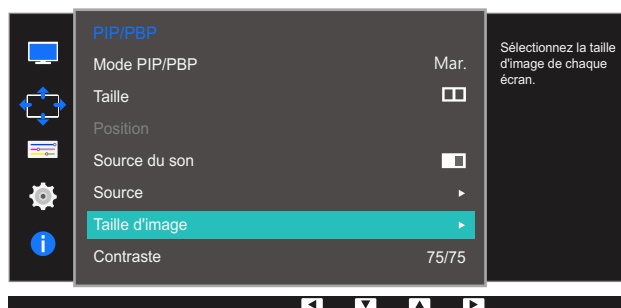 PIP/PBP
Mode PIP/PBP Mar.
Taille
Position
Source du son
Source
Taille d'image
Contraste 75/75
Sélectionnez la taille
d'image de chaque
écran.